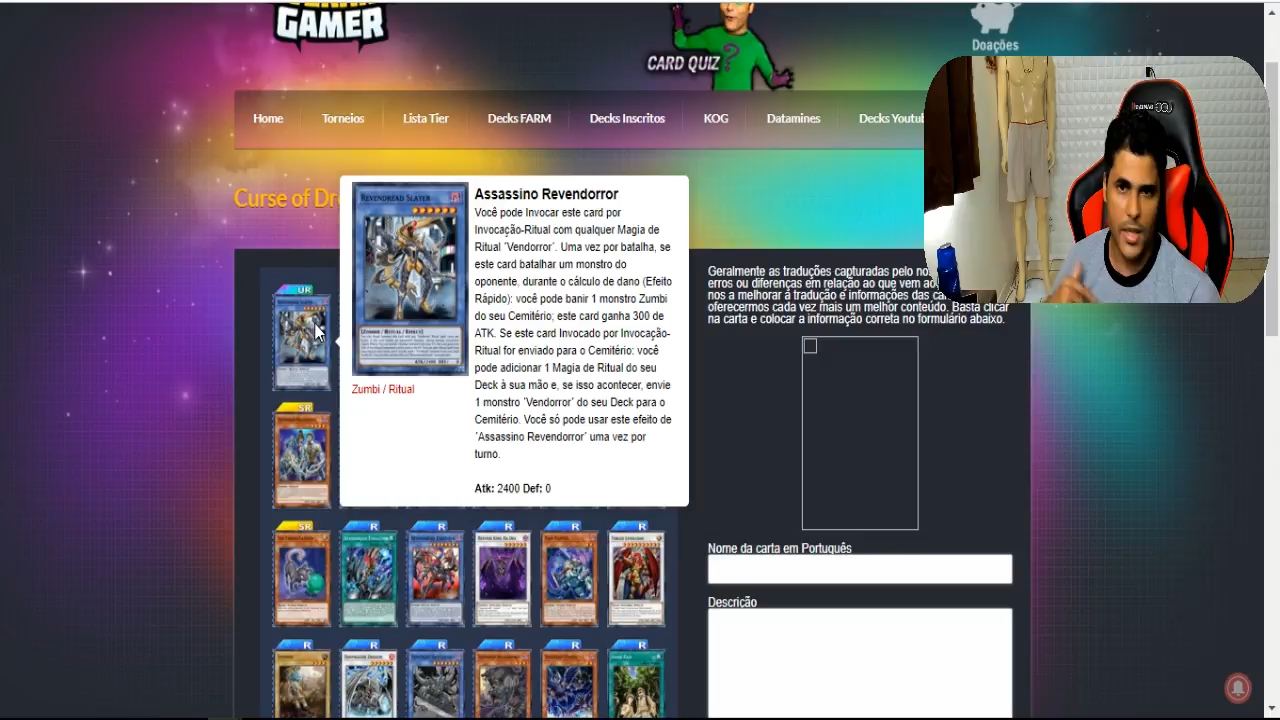 GAMER
CARD QUIZ ?
Doações
Home
Torneios
Lista Tier
Decks FARM
Decks Inscritos
KOG
Datamines
Decks Youtub
Curse of Dr
REVENDREAD SLAYER
Assassino Revendorror
Você pode Invocar este card por
Invocação-Ritual com qualquer Magia de
Ritual ´Vendorror´. Uma vez por batalha, se
este card batalhar um monstro do
oponente, durante o cálculo de dano (Efeito
Rápido): você pode banir 1 monstro Zumbi
do seu Cemitério; este card ganha 300 de
ATK. Se este card Invocado por Invocação-
Ritual for enviado para o Cemitério: você
pode adicionar 1 Magia de Ritual do seu
Deck à sua mão e, se isso acontecer, envie
1 monstro ´Vendorror´ do seu Deck para o
Cemitério. Você só pode usar este efeito de
´Assassino Revendorror´ uma vez por
turno.
Atk: 2400 Def: 0
Zumbi / Ritual
Geralmente as traduções capturadas pelo no
erros ou diferenças em relação ao que vem ao
nos a melhorar á tradução e informações das ca
oferecermos cada vez mais um melhor conteúdo. Basta clicar
na carta e colocar a informação correta no formulário abaixo.
Nome da carta em Português
Descrição
UR
SR
SR
R
R
R
R
R
R
R
R
R
R
R